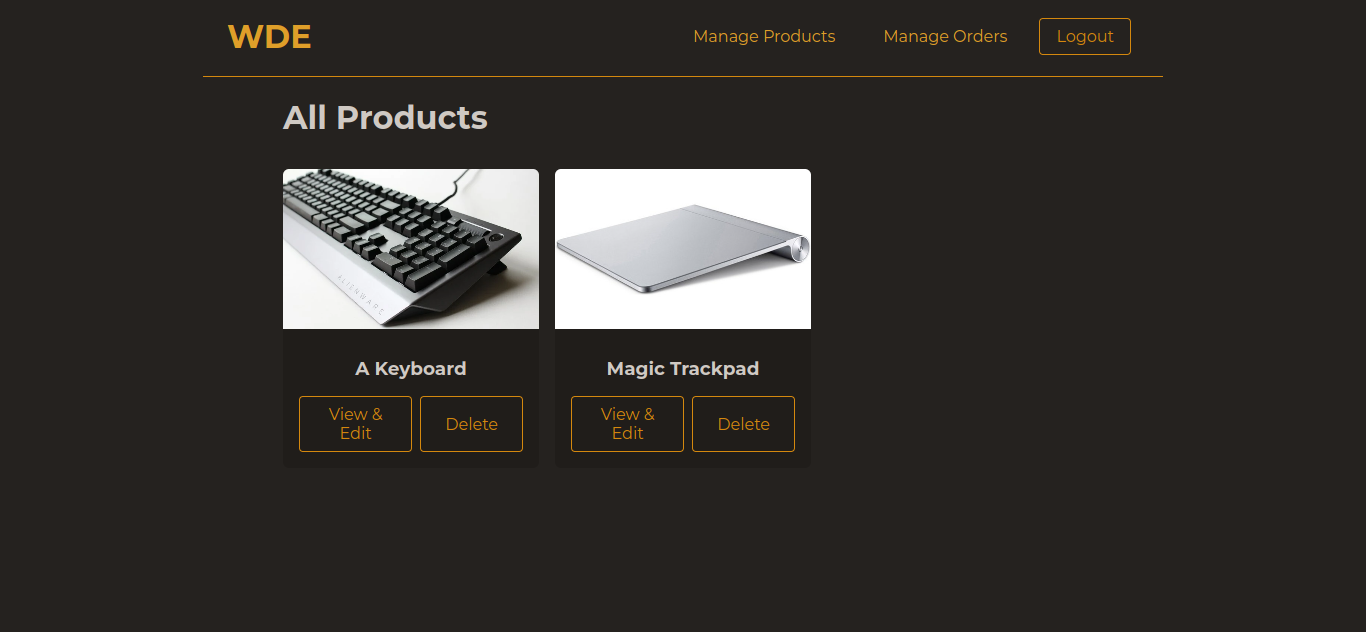 WDE
Manage Products
Manage Orders
Logout
All Products
ALIENWARE
A Keyboard
Magic Trackpad
View &
Edit
Delete
View &
Edit
Delete